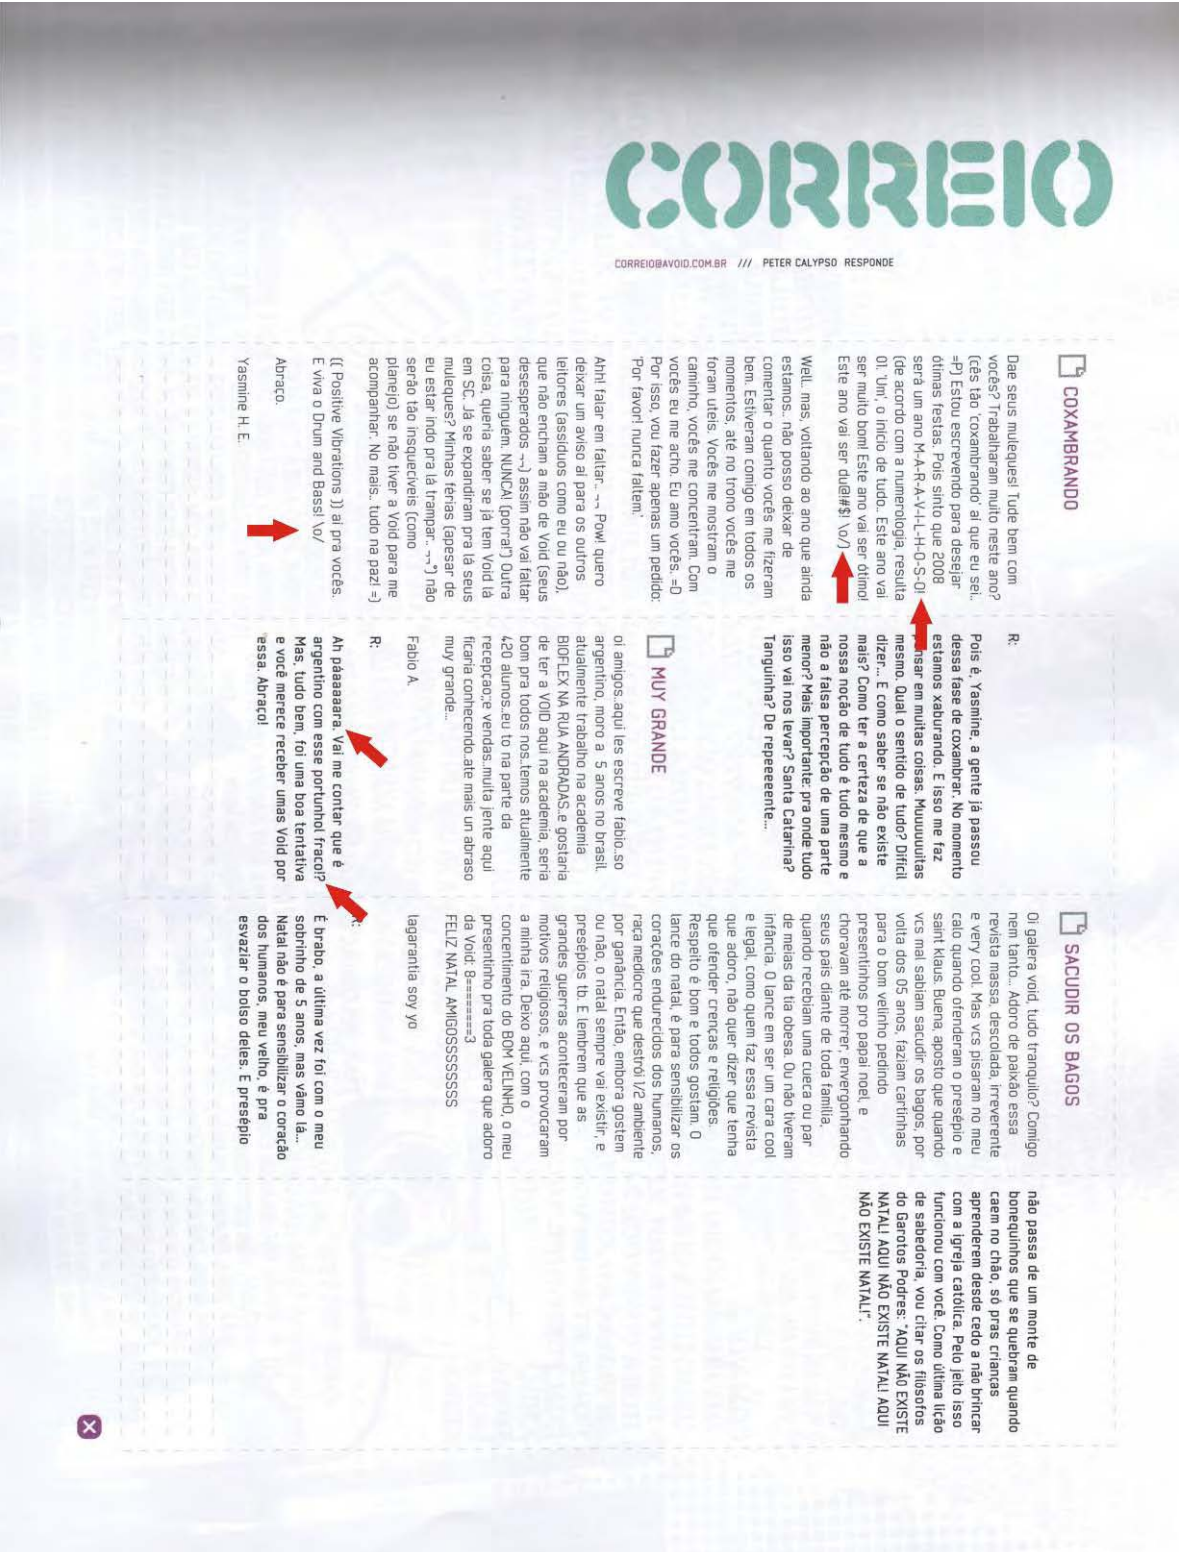 CORREIO
CORREIO@AVOID.COM.BR /// PETER CALYPSO RESPONDE
COXAMBRANDO
Dae seus muleques! Tude bem com
vocês? Trabalharam muito neste ano?
(cês tão 'coxambrando' aí que eu sei..
=P) Estou escrevendo para desejar
ótimas festas. Pois sinto que 2008
será um ano M-A-R-A-V-I-L-H-O-S-O!
(de acordo com a numerologia, resulta
01. 'Um', o início de tudo. Este ano vai
ser muito bom! Este ano vai ser ótimo!
Este ano vai ser du@#$! \o/)
Well.. mas, voltando ao ano que ainda
estamos.. não posso deixar de
comentar o quanto vocês me fizeram
bem. Estiveram comigo em todos os
momentos, até no trono vocês me
foram uteis. Vocês me mostram o
caminho, vocês me concentram. Com
vocês eu me acho. Eu amo vocês. =D
Por isso, vou fazer apenas um pedido:
'Por favor! nunca faltem.'
Ahh! falar em faltar.. ¬¬ Pow! quero
deixar um aviso aí para os outros
leitores (assíduos como eu ou não),
que não encham a mão de Void (seus
desesperados ¬¬) assim não vai faltar
para ninguém. NUNCA! (porra!") Outra
coisa, queria saber se já tem Void lá
em SC. Já se expandiram pra lá seus
muleques? Minhas férias (apesar de
eu estar indo pra lá trampar.. ¬¬°) não
serão tão insquecíveis (como
planejo) se não tiver a Void para me
acompanhar. No mais.. tudo na paz! =)
(( Positive Vibrations )) aí pra vocês.
E viva o Drum and Bass! \o/
Abraço.
Yasmine H. E.
R:
Pois é, Yasmine, a gente já passou
dessa fase de coxambrar. No momento
estamos xaburando. E isso me faz
pensar em muitas coisas. Muuuuuitas
mesmo. Qual o sentido de tudo? Difícil
dizer... E como saber se não existe
mais? Como ter a certeza de que a
nossa noção de tudo é tudo mesmo e
não a falsa percepção de uma parte
menor? Mais importante: pra onde tudo
isso vai nos levar? Santa Catarina?
Tanguinha? De repeeeeente...
MUY GRANDE
oi amigos..aqui les escreve fabio..so
argentino, moro a 5 anos no brasil.
atualmente trabalho na academia
BIOFLEX NA RUA ANDRADAS..e gostaria
de ter a VOID aqui na academia, seria
bom pra todos nos..temos atualmente
420 alunos..eu to na parte da
recepçao;;e vendas..muita jente aqui
ficaria conhecendo..ate mais un abraso
muy grande...
Fabio A.
R:
Ah páaaaaaara. Vai me contar que é
argentino com esse portunhol fraco!?
Mas, tudo bem, foi uma boa tentativa
e você merece receber umas Void por
essa. Abraço!
SACUDIR OS BAGOS
Oi galera void, tudo tranquilo? Comigo
nem tanto... Adoro de paixão essa
revista massa, descolada, irreverente
e very cool. Mas vcs pisaram no meu
calo quando ofenderam o presépio e
saint klaus. Buena, aposto que quando
vcs mal sabiam sacudir os bagos, por
volta dos 05 anos, faziam cartinhas
para o bom velinho pedindo
presentinhos pro papai noel, e
choravam até morrer, envergonhando
seus pais diante de toda família,
quando recebiam uma cueca ou par
de meias da tia obesa. Ou não tiveram
infância. O lance em ser um cara cool
e legal, como quem faz essa revista
que adoro, não quer dizer que tenha
que ofender crenças e religiões.
Respeito é bom e todos gostam. O
lance do natal, é para sensibilizar os
corações endurecidos dos humanos,
raça medíocre que destrói 1/2 ambiente
por ganância. Então, embora gostem
ou não, o natal sempre vai existir, e
presépios tb. E lembrem que as
grandes guerras aconteceram por
motivos religiosos, e vcs provocaram
a minha ira. Deixo aqui, com o
concentimento do BOM VELINHO, o meu
presentinho pra toda galera que adoro
da Void: 8========3
FELIZ NATAL AMIGOSSSSSSSSS
lagarantia soy yo
É brabo, a última vez foi com o meu
sobrinho de 5 anos, mas vâmo lá...
Natal não é para sensibilizar o coração
dos humanos, meu velho, é pra
esvaziar o bolso deles. E presépio
não passa de um monte de
bonequinhos que se quebram quando
caem no chão, só pras crianças
aprenderem desde cedo a não brincar
com a igreja católica. Pelo jeito isso
funcionou com você. Como última lição
de sabedoria, vou citar os filósofos
do Garotos Podres: "AQUI NÃO EXISTE
NATAL! AQUI NÃO EXISTE NATAL! AQUI
NÃO EXISTE NATAL!".